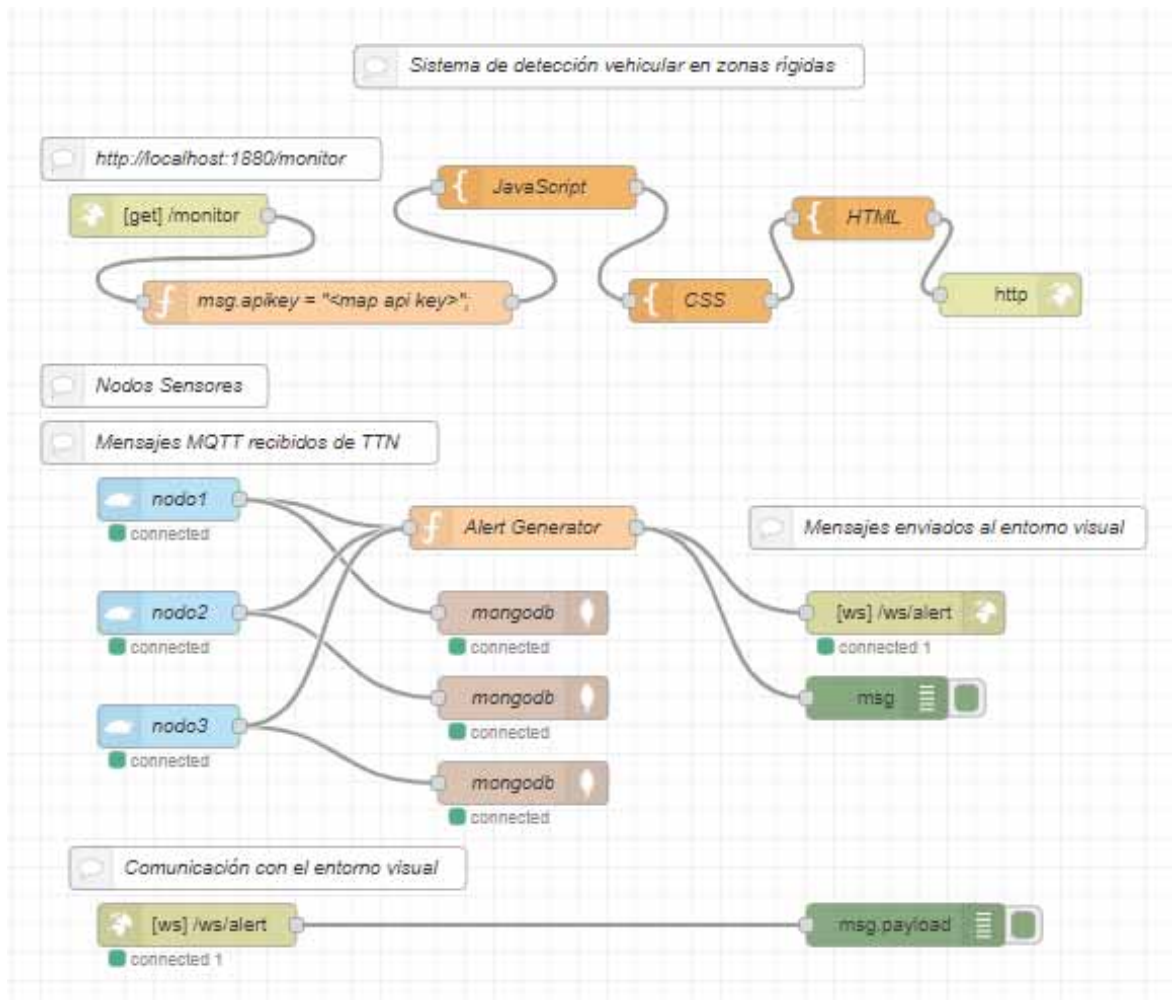 Sistema de detección vehicular en zonas rígidas
http://localhost:1880/monitor
[get] /monitor
JavaScript
HTML
msg.apikey = "<map api key>";
CSS
http
Nodos Sensores
Mensajes MQTT recibidos de TTN
nodo1
connected
Alert Generator
Mensajes enviados al entorno visual
nodo2
connected
mongodb
connected
[ws] /ws/alert
connected 1
mongodb
connected
msg
nodo3
connected
mongodb
connected
Comunicación con el entorno visual
[ws] /ws/alert
connected 1
msg.payload